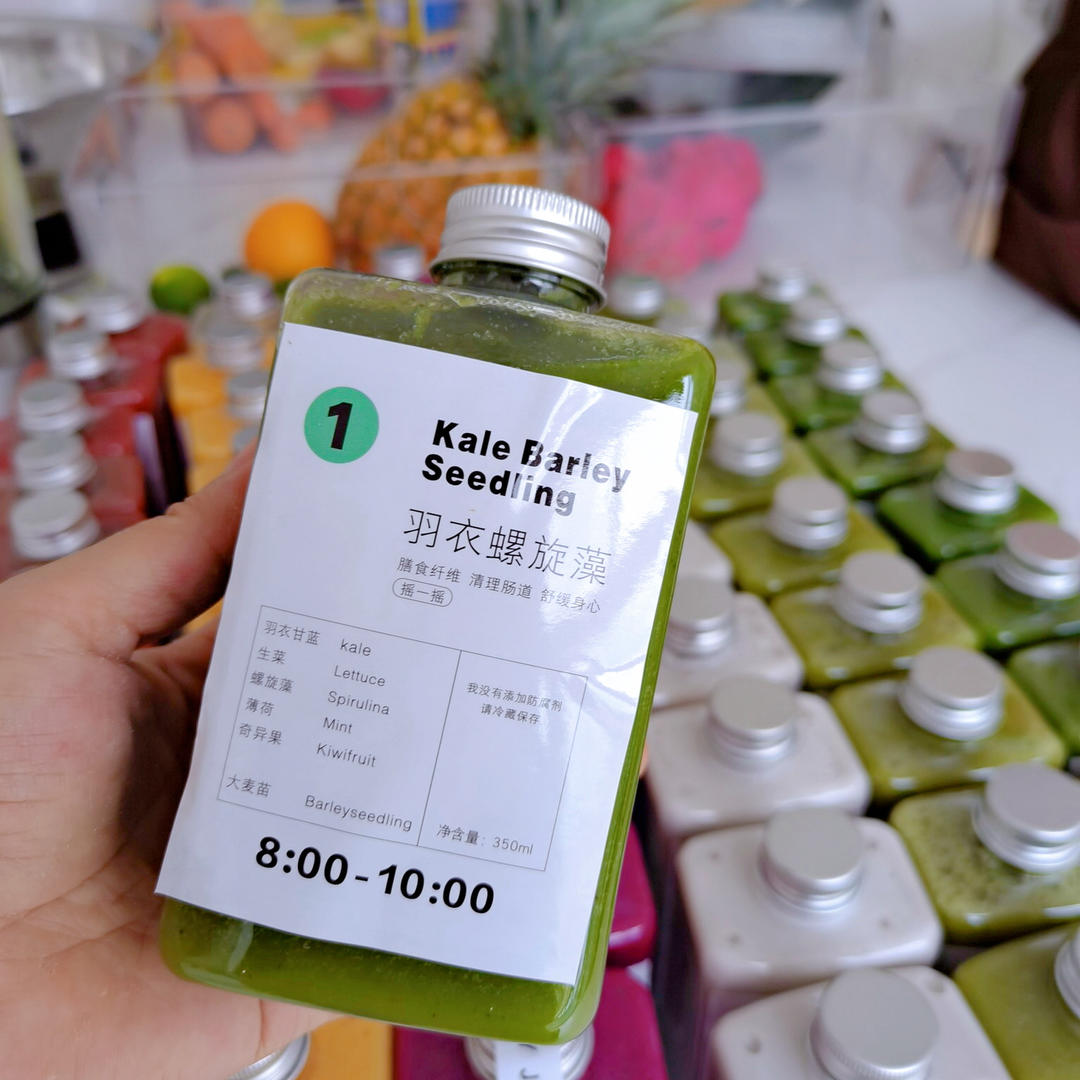 1
Kale Barley
Seedling
羽衣螺旋藻
膳食纤维 清理肠道 舒缓身心
摇一摇
羽衣甘蓝 kale
生菜 Lettuce
螺旋藻 Spirulina
薄荷 Mint
奇异果 Kiwifruit
大麦苗 Barleyseedling
我没有添加防腐剂
请冷藏保存
净含量：350ml
8:00-10:00